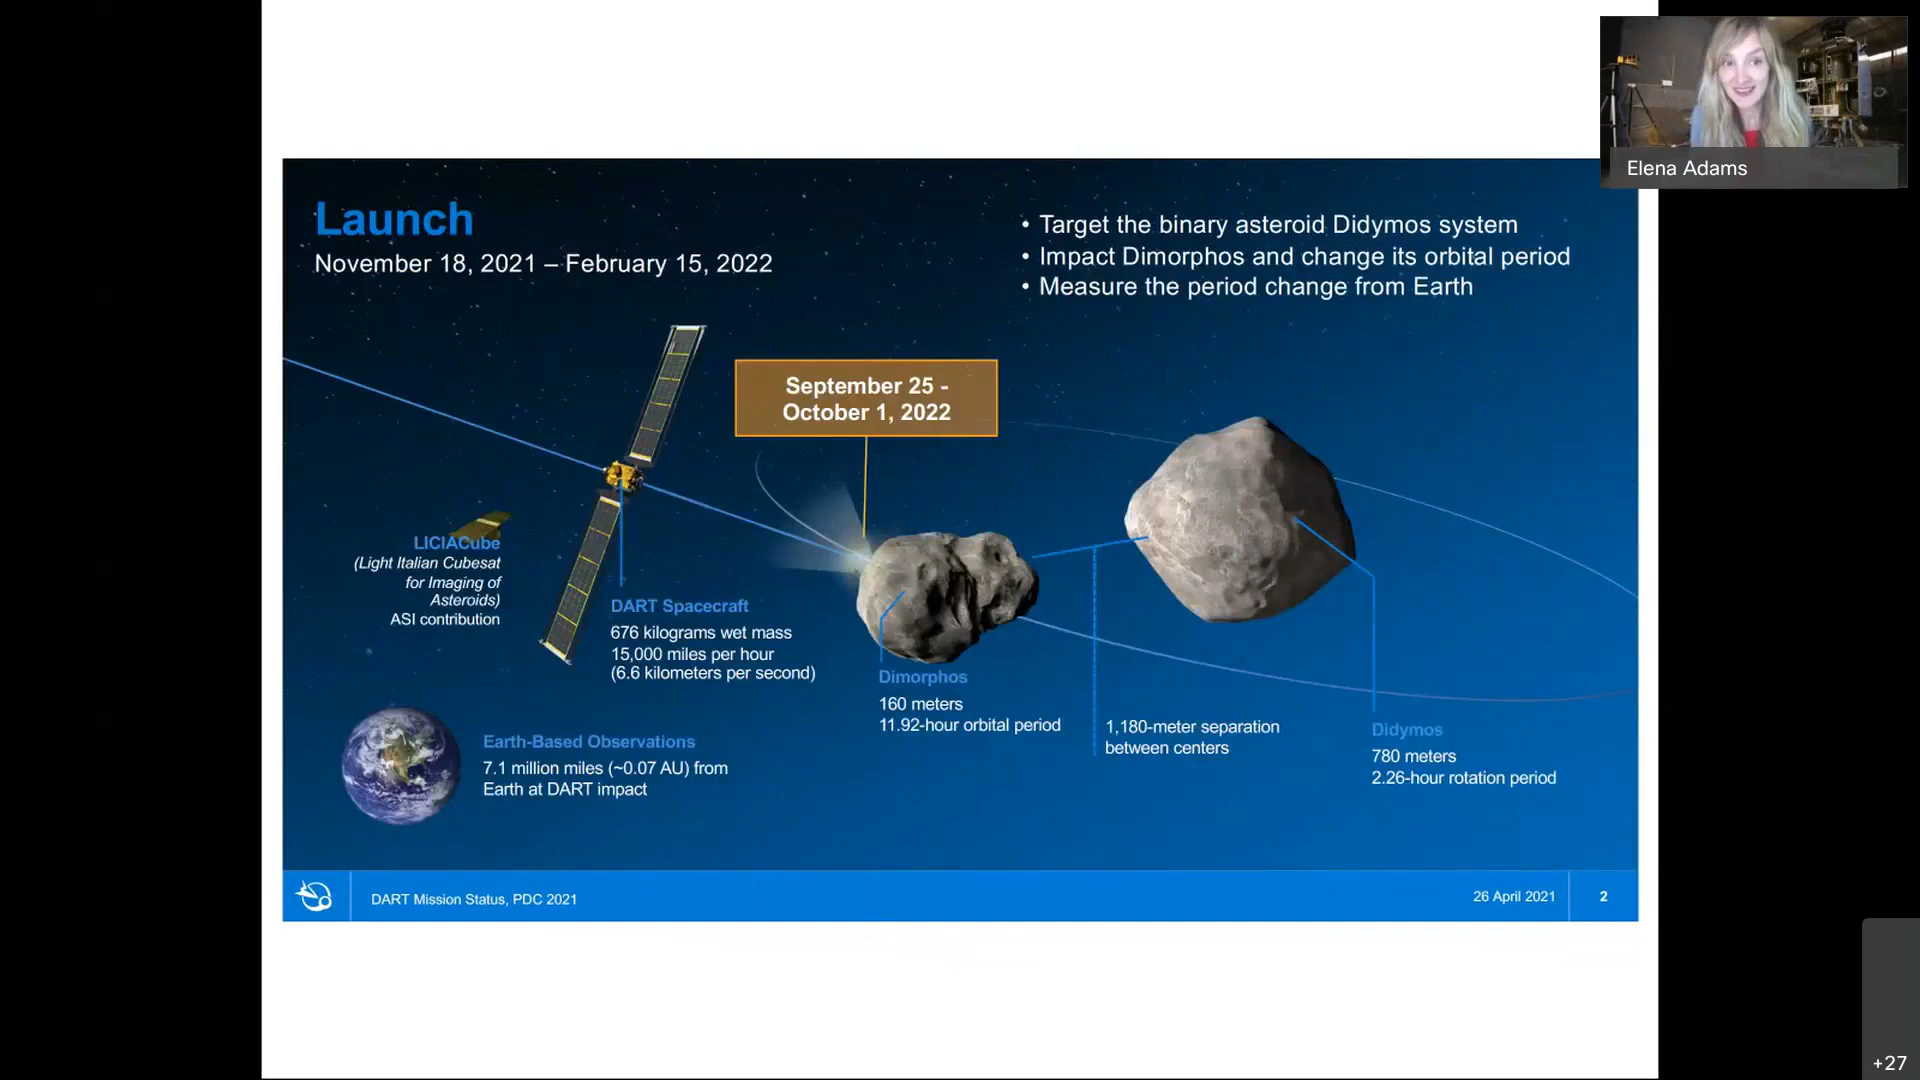 Elena Adams
Launch
November 18, 2021 – February 15, 2022
• Target the binary asteroid Didymos system
• Impact Dimorphos and change its orbital period
• Measure the period change from Earth
September 25 -
October 1, 2022
LICIACube
(Light Italian Cubesat
for Imaging of
Asteroids)
ASI contribution
DART Spacecraft
676 kilograms wet mass
15,000 miles per hour
(6.6 kilometers per second)
Dimorphos
160 meters
11.92-hour orbital period
1,180-meter separation
between centers
Didymos
780 meters
2.26-hour rotation period
Earth-Based Observations
7.1 million miles (~0.07 AU) from
Earth at DART impact
DART Mission Status, PDC 2021
26 April 2021
2
+27